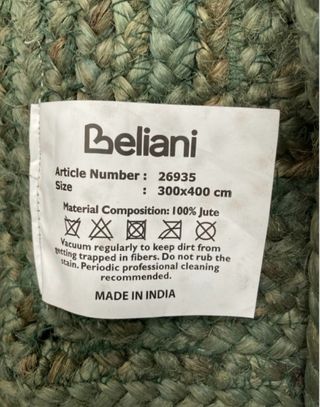 Beliani
Article Number : 26935
Size : 300x400 cm
Material Composition: 100% Jute
Vacuum regularly to keep dirt from
getting trapped in fibers. Do not rub the
stain. Periodic professional cleaning
recommended.
MADE IN INDIA